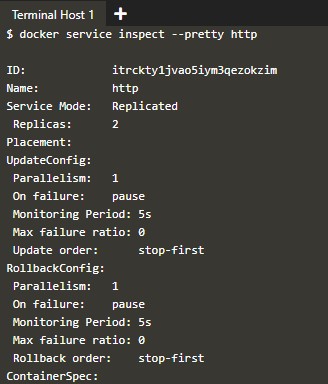 Terminal Host 1 +
$ docker service inspect --pretty http
ID: itrckty1jvao5iym3qezokzim
Name: http
Service Mode: Replicated
Replicas: 2
Placement:
UpdateConfig:
Parallelism: 1
On failure: pause
Monitoring Period: 5s
Max failure ratio: 0
Update order: stop-first
RollbackConfig:
Parallelism: 1
On failure: pause
Monitoring Period: 5s
Max failure ratio: 0
Rollback order: stop-first
ContainerSpec: